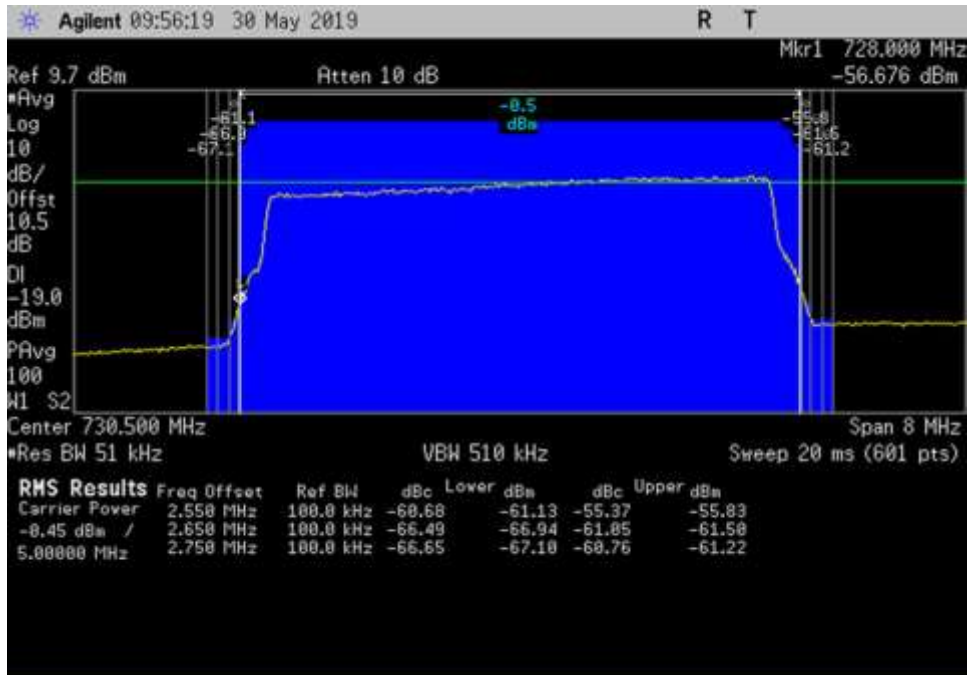 Agilent 09:56:19 30 May 2019 R T
Mkr1 728.000 MHz
Ref 9.7 dBm Atten 10 dB -56.676 dBm
#Avg
Log
10
dB/
Offst
10.5
dB
DI
-19.0
dBm
PAvg
100
W1 S2
-0.5
dBm
-61.1
-66.9
-67.1
-55.8
-61.5
-61.2
Center 730.500 MHz Span 8 MHz
#Res BW 51 kHz VBW 510 kHz Sweep 20 ms (601 pts)
RMS Results Freq Offset Ref BW dBc Lower dBm dBc Upper dBm
Carrier Power 2.550 MHz 100.0 kHz -60.68 -61.13 -55.37 -55.83
2.650 MHz 100.0 kHz -66.49 -66.94 -61.05 -61.50
5.00000 MHz 2.750 MHz 100.0 kHz -66.65 -67.10 -60.76 -61.22